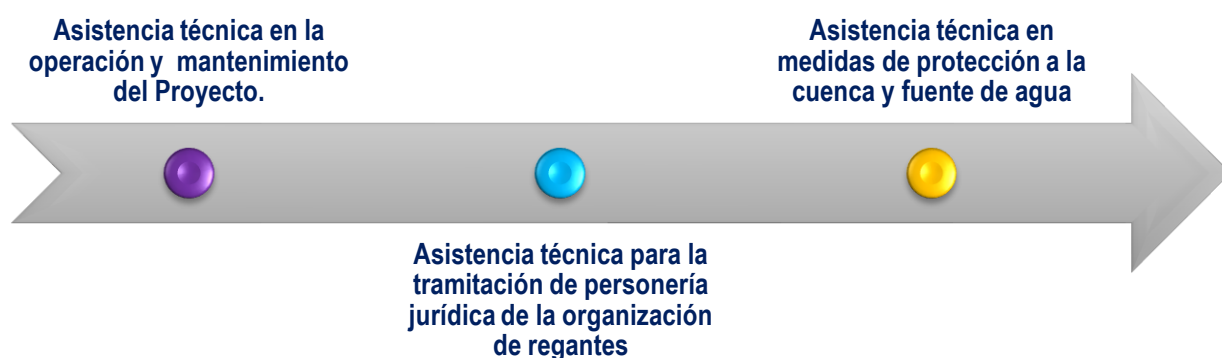 Asistencia técnica en la
operación y mantenimiento
del Proyecto.
Asistencia técnica para la
tramitación de personería
jurídica de la organización
de regantes
Asistencia técnica en
medidas de protección a la
cuenca y fuente de agua